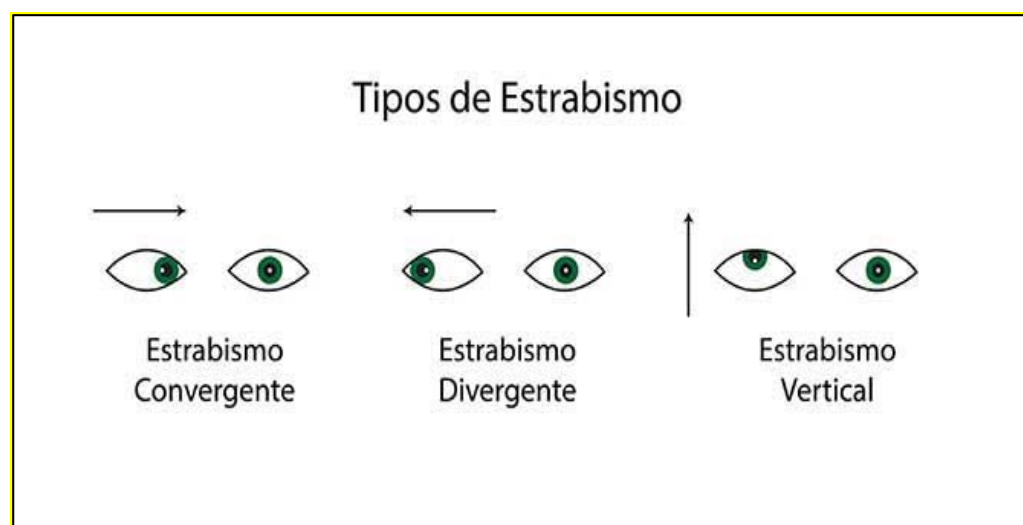 Tipos de Estrabismo
Estrabismo
Convergente
Estrabismo
Divergente
Estrabismo
Vertical